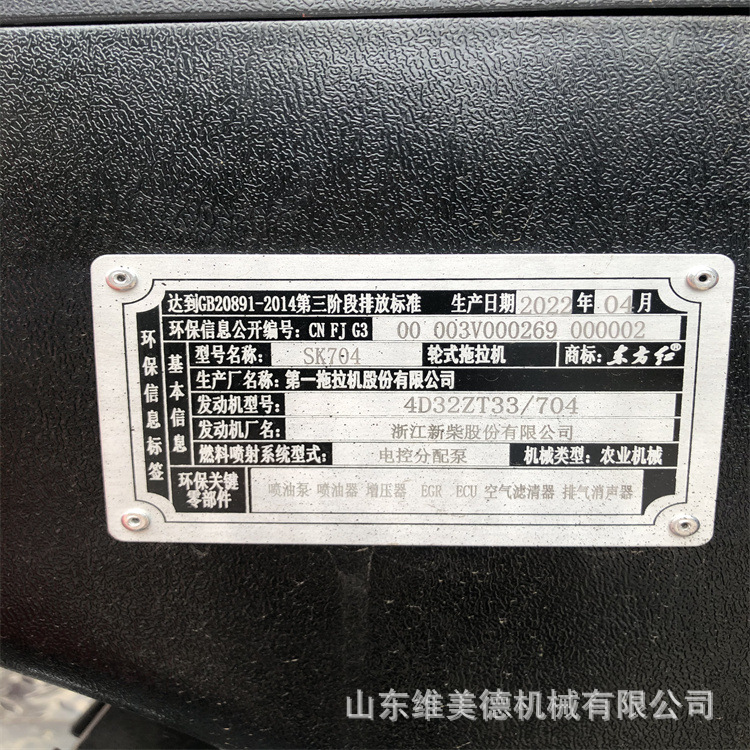 环保信息标签
达到GB20891-2014第三阶段排放标准 生产日期 2022 年 04 月
环保信息公开编号: CN FJ G3 00 003V000269 000002
基本信息
型号名称: SK704 轮式拖拉机 商标: 东方红®
生产厂名称: 第一拖拉机股份有限公司
发动机型号: 4D32ZT33/704
发动机厂名: 浙江新柴股份有限公司
燃料喷射系统型式: 电控分配泵 机械类型: 农业机械
环保关键零部件 喷油泵 喷油器 增压器 EGR ECU 空气滤清器 排气消声器
山东维美德机械有限公司